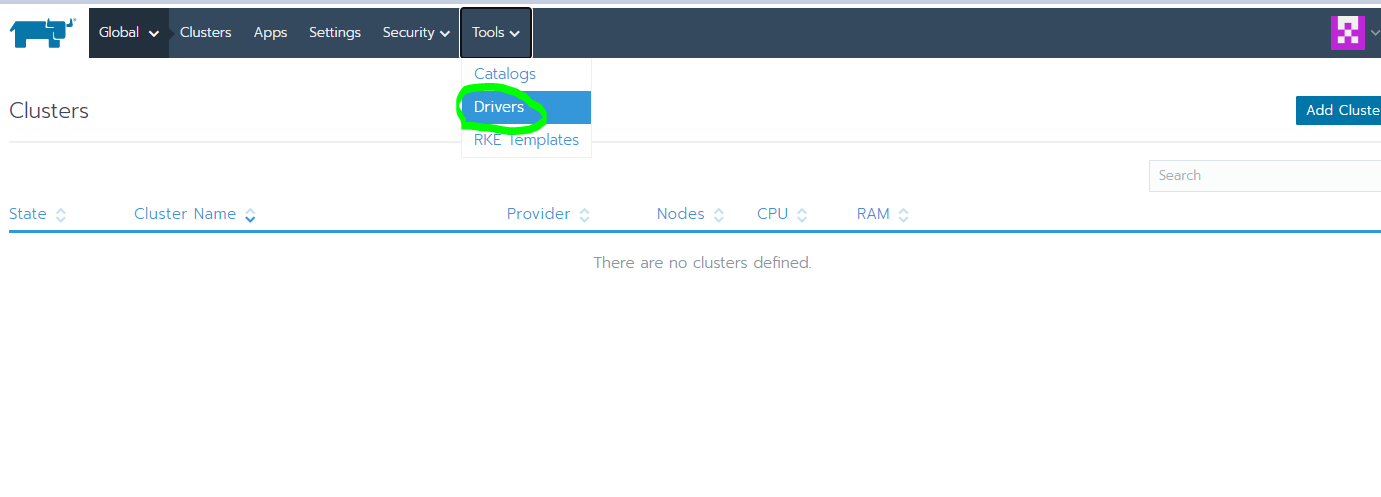 Global Clusters Apps Settings Security Tools
Catalogs
Drivers
RKE Templates
Clusters
Add Cluste
Search
State Cluster Name Provider Nodes CPU RAM
There are no clusters defined.